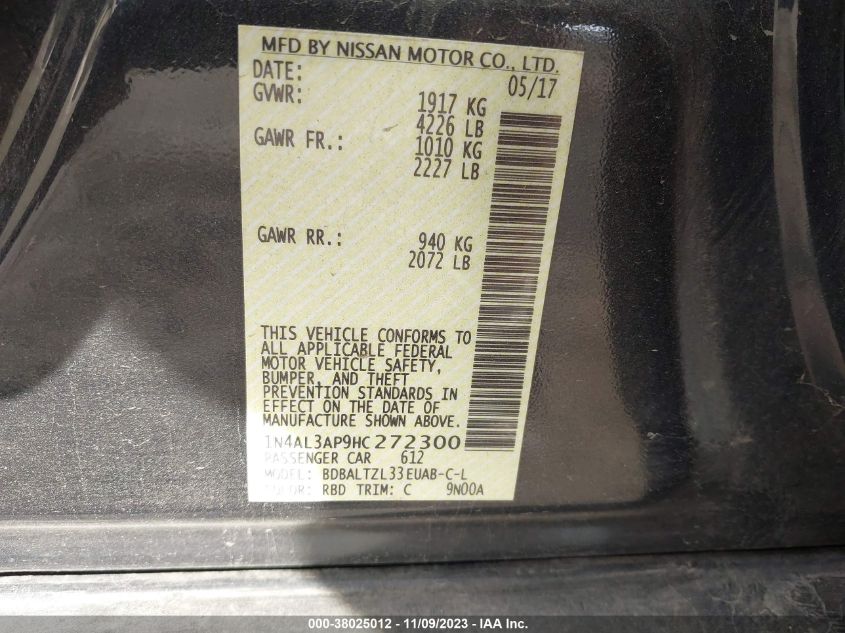 MFD BY NISSAN MOTOR CO., LTD.
DATE: 05/17
GVWR: 1917 KG
4226 LB
GAWR FR.: 1010 KG
2227 LB
GAWR RR.: 940 KG
2072 LB
THIS VEHICLE CONFORMS TO
ALL APPLICABLE FEDERAL
MOTOR VEHICLE SAFETY,
BUMPER, AND THEFT
PREVENTION STANDARDS IN
EFFECT ON THE DATE OF
MANUFACTURE SHOWN ABOVE.
1N4AL3AP9HC272300
PASSENGER CAR 612
MODEL: BDBALTZL33EUAB-C-L
COLOR: RBD TRIM: C 9N00A
000-38025012 - 11/09/2023 - IAA Inc.